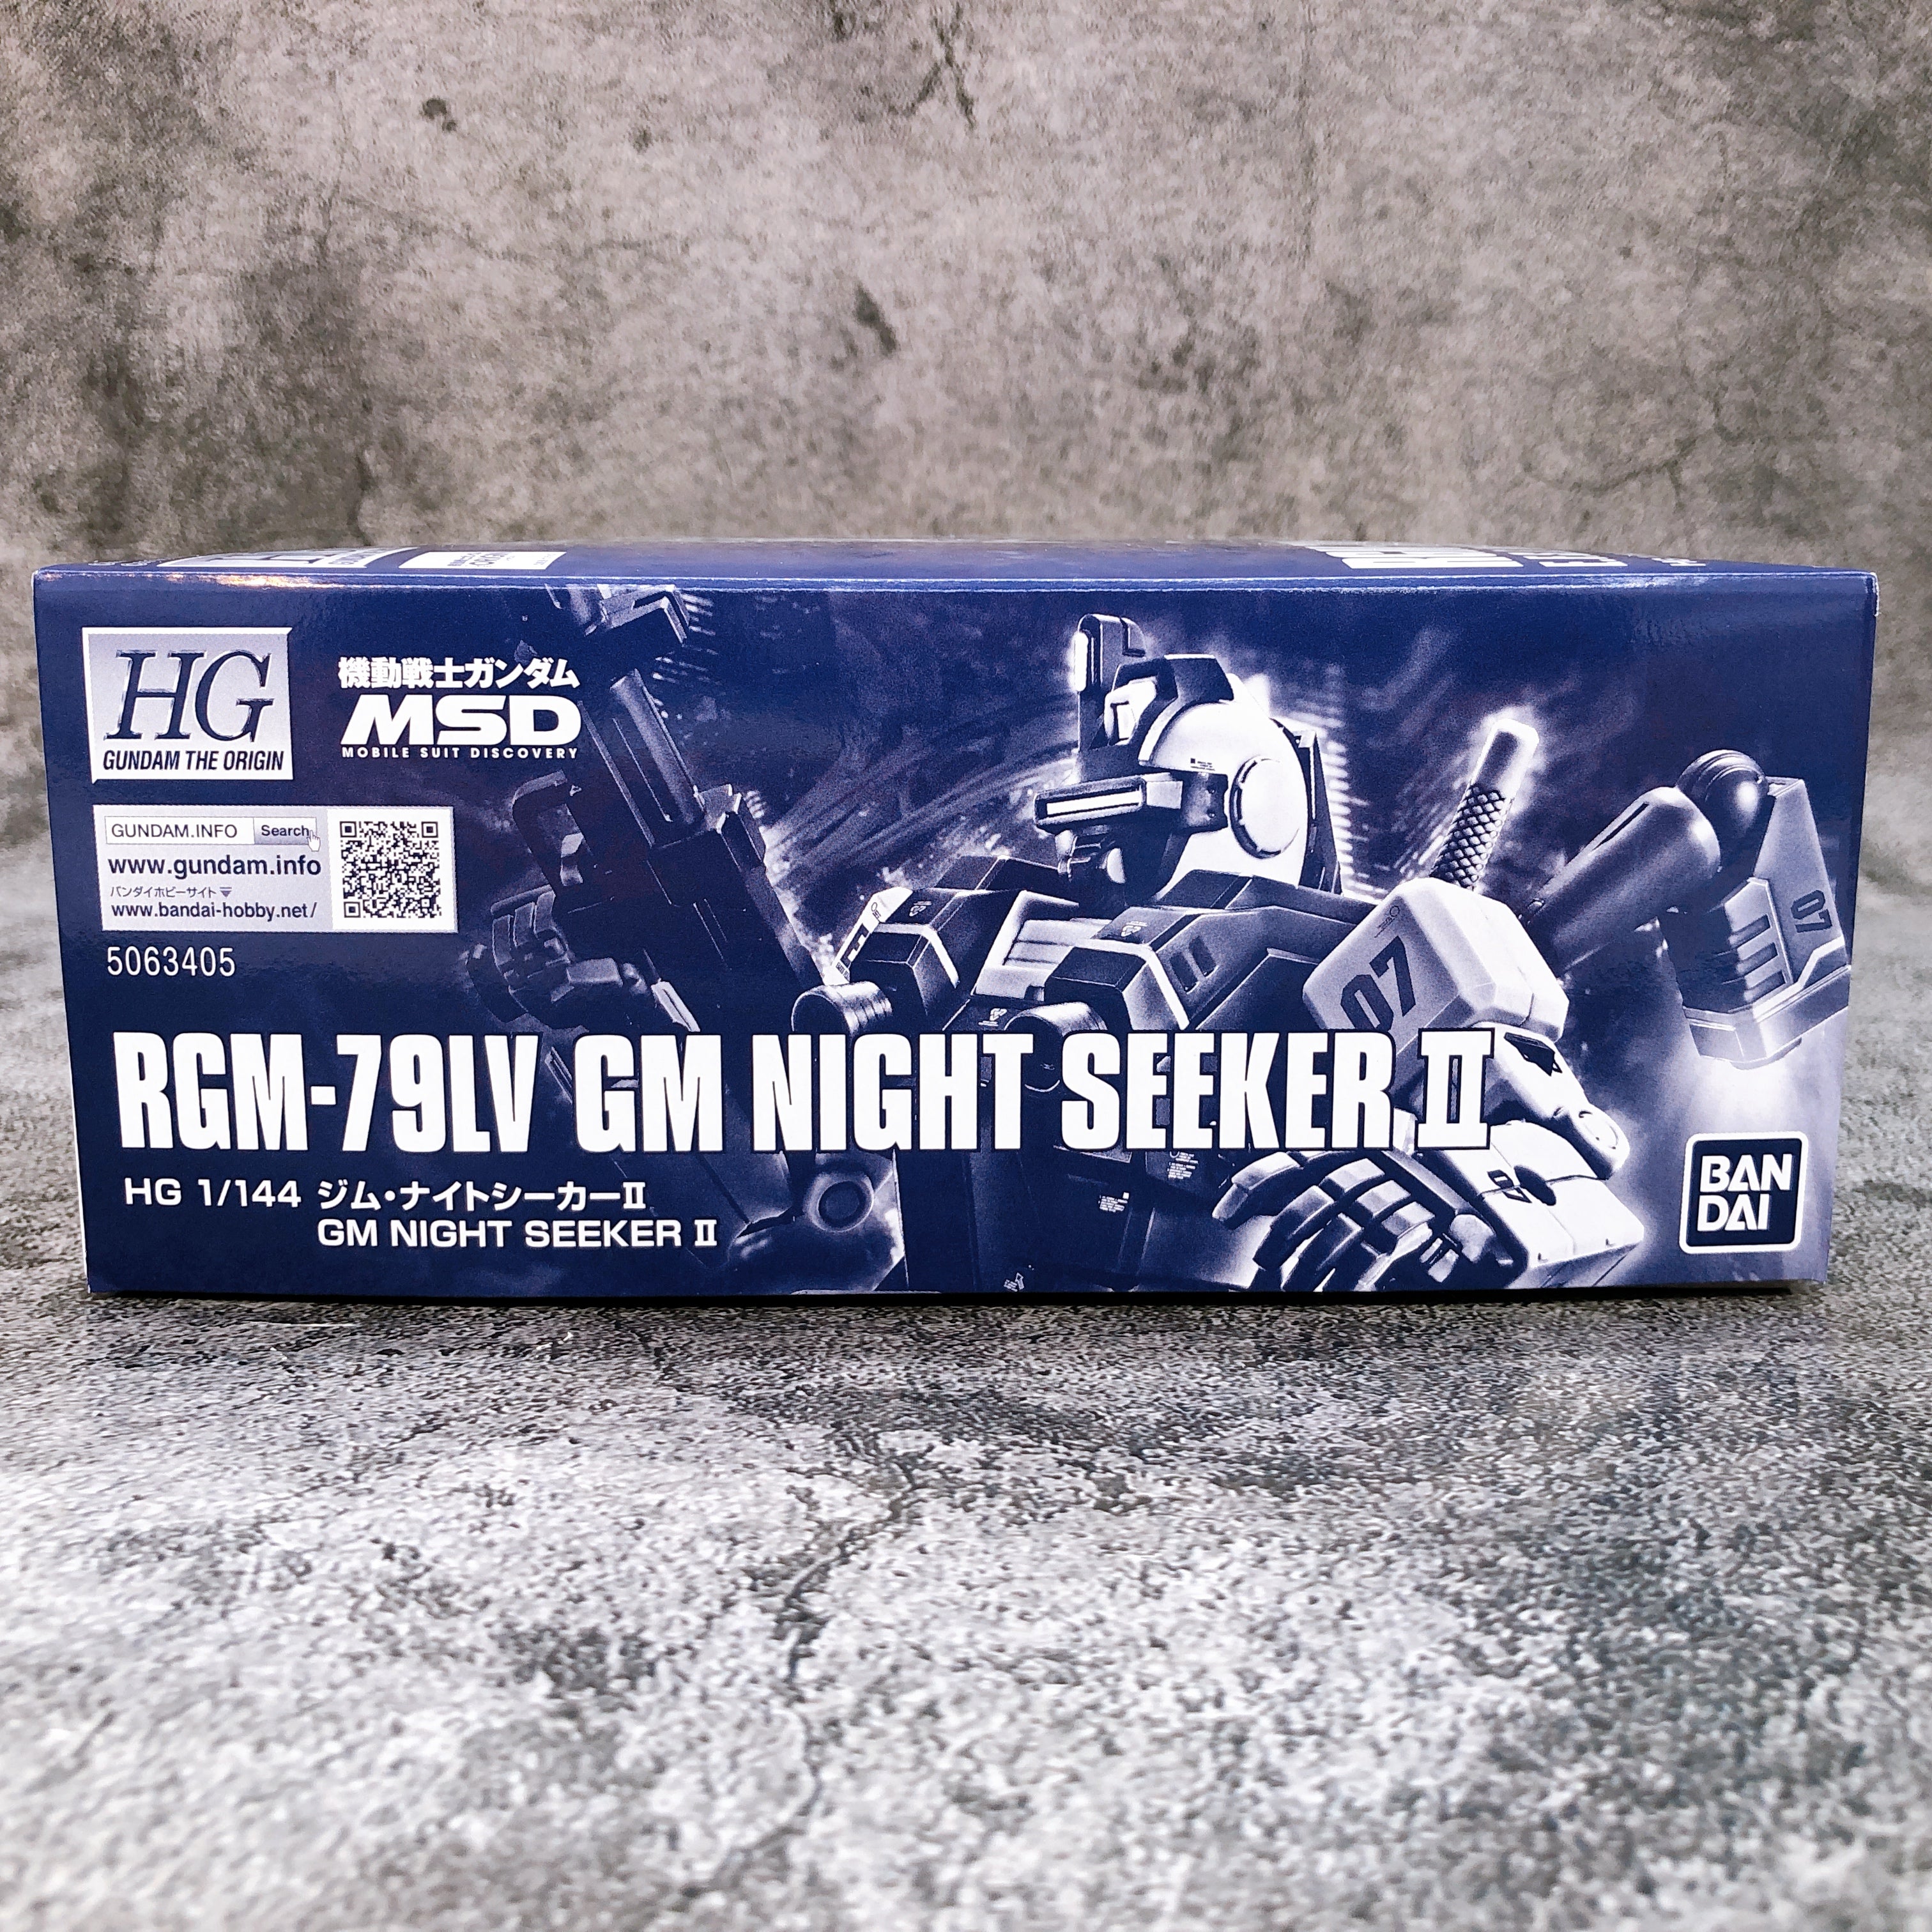 HG
GUNDAM THE ORIGIN
機動戦士ガンダム
MSD
MOBILE SUIT DISCOVERY
GUNDAM.INFO Search
www.gundam.info
バンダイホビーサイト▼
www.bandai-hobby.net/
5063405
07
07
RGM-79LV GM NIGHT SEEKER II
HG 1/144 ジム・ナイトシーカーII
GM NIGHT SEEKER II
07
BAN
DAI